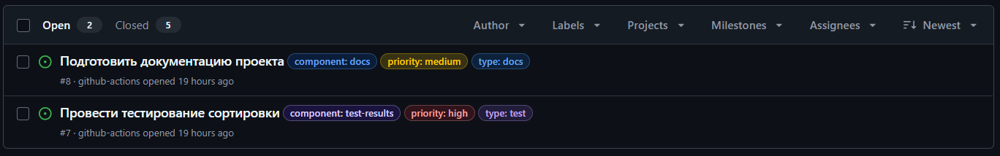 Open 2 Closed 5 Author Labels Projects Milestones Assignees Newest
Подготовить документацию проекта component: docs priority: medium type: docs
#8 · github-actions opened 19 hours ago
Провести тестирование сортировки component: test-results priority: high type: test
#7 · github-actions opened 19 hours ago